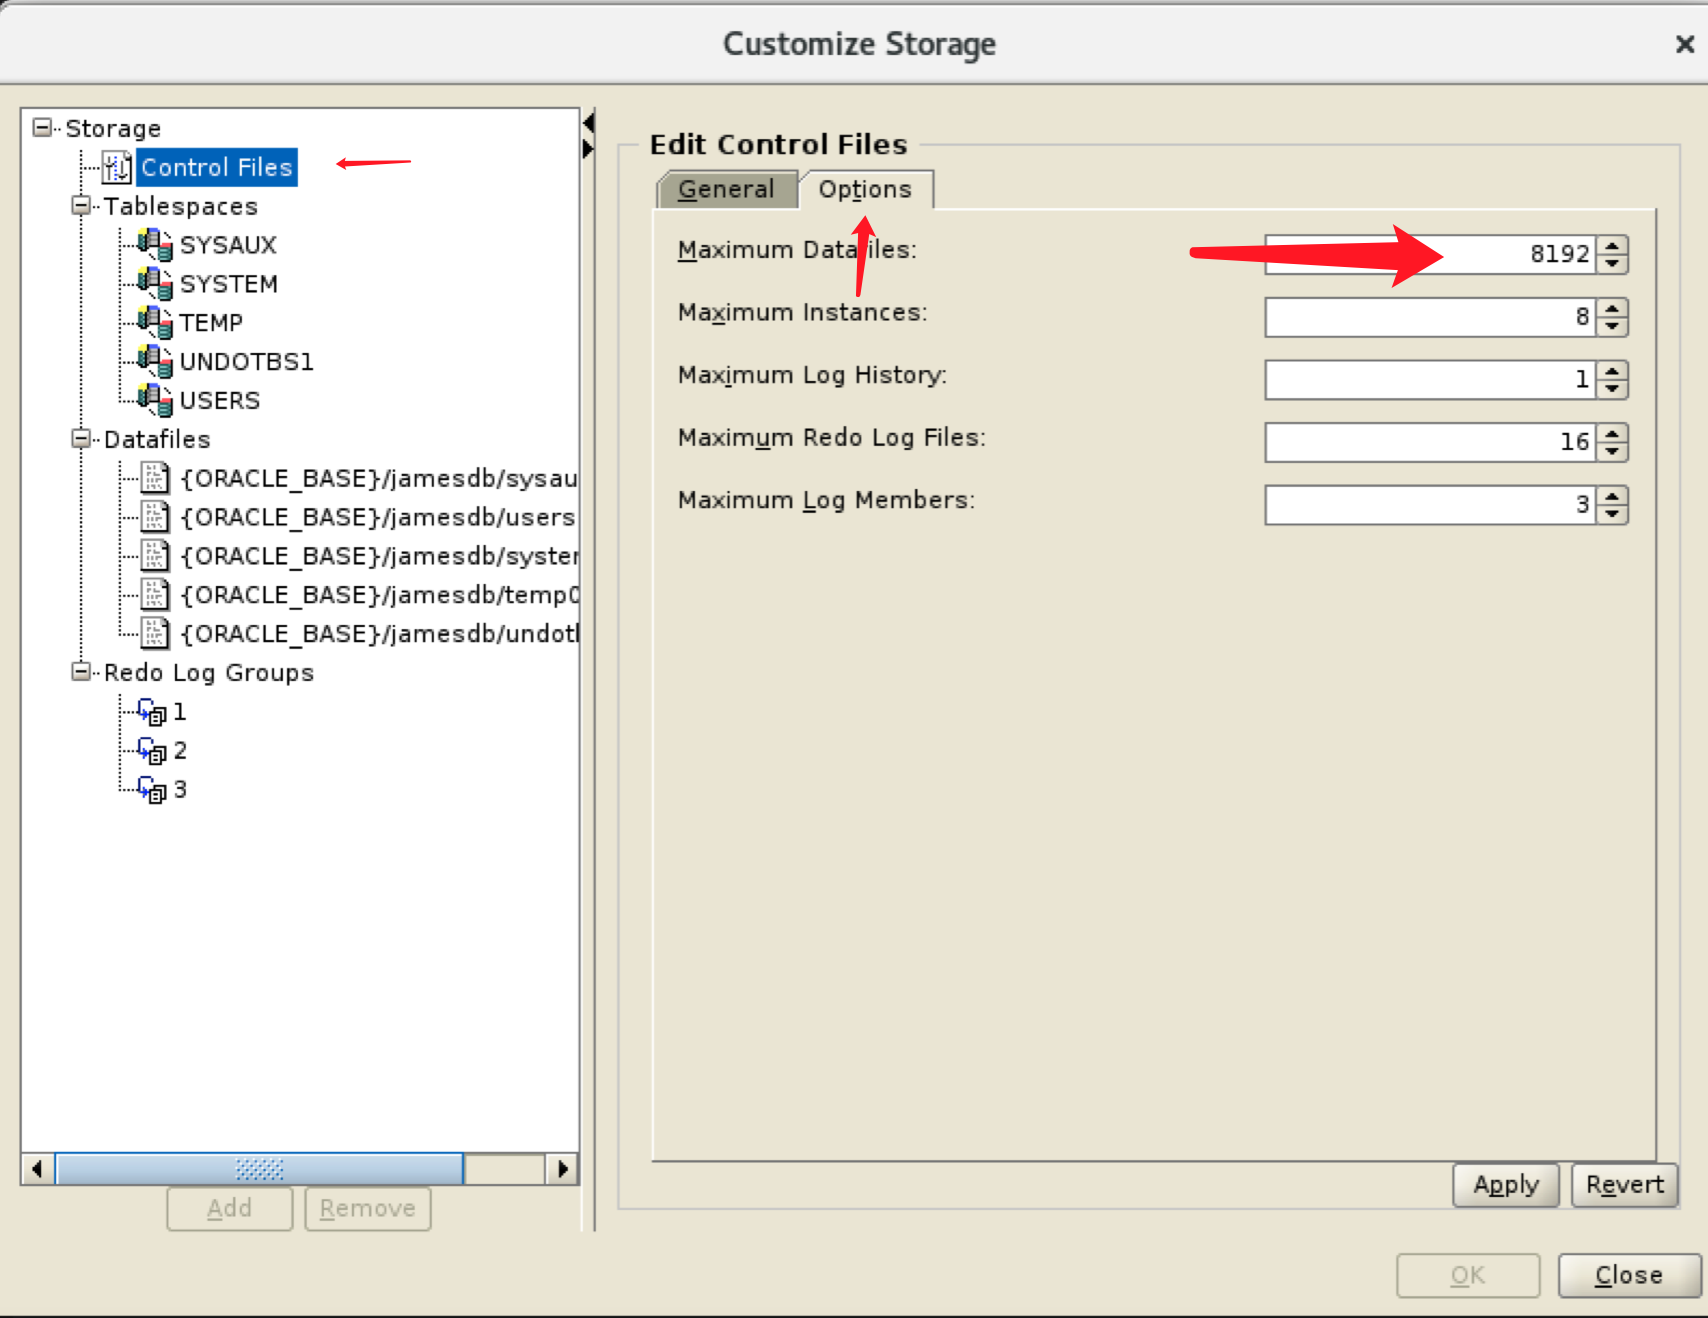 Customize Storage
Storage
Control Files
Tablespaces
SYSAUX
SYSTEM
TEMP
UNDOTBS1
USERS
Datafiles
{ORACLE_BASE}/jamesdb/sysau
{ORACLE_BASE}/jamesdb/users
{ORACLE_BASE}/jamesdb/syster
{ORACLE_BASE}/jamesdb/temp0
{ORACLE_BASE}/jamesdb/undotl
Redo Log Groups
1
2
3
Add Remove
Edit Control Files
General Options
Maximum Datafiles: 8192
Maximum Instances: 8
Maximum Log History: 1
Maximum Redo Log Files: 16
Maximum Log Members: 3
Apply Revert
OK Close